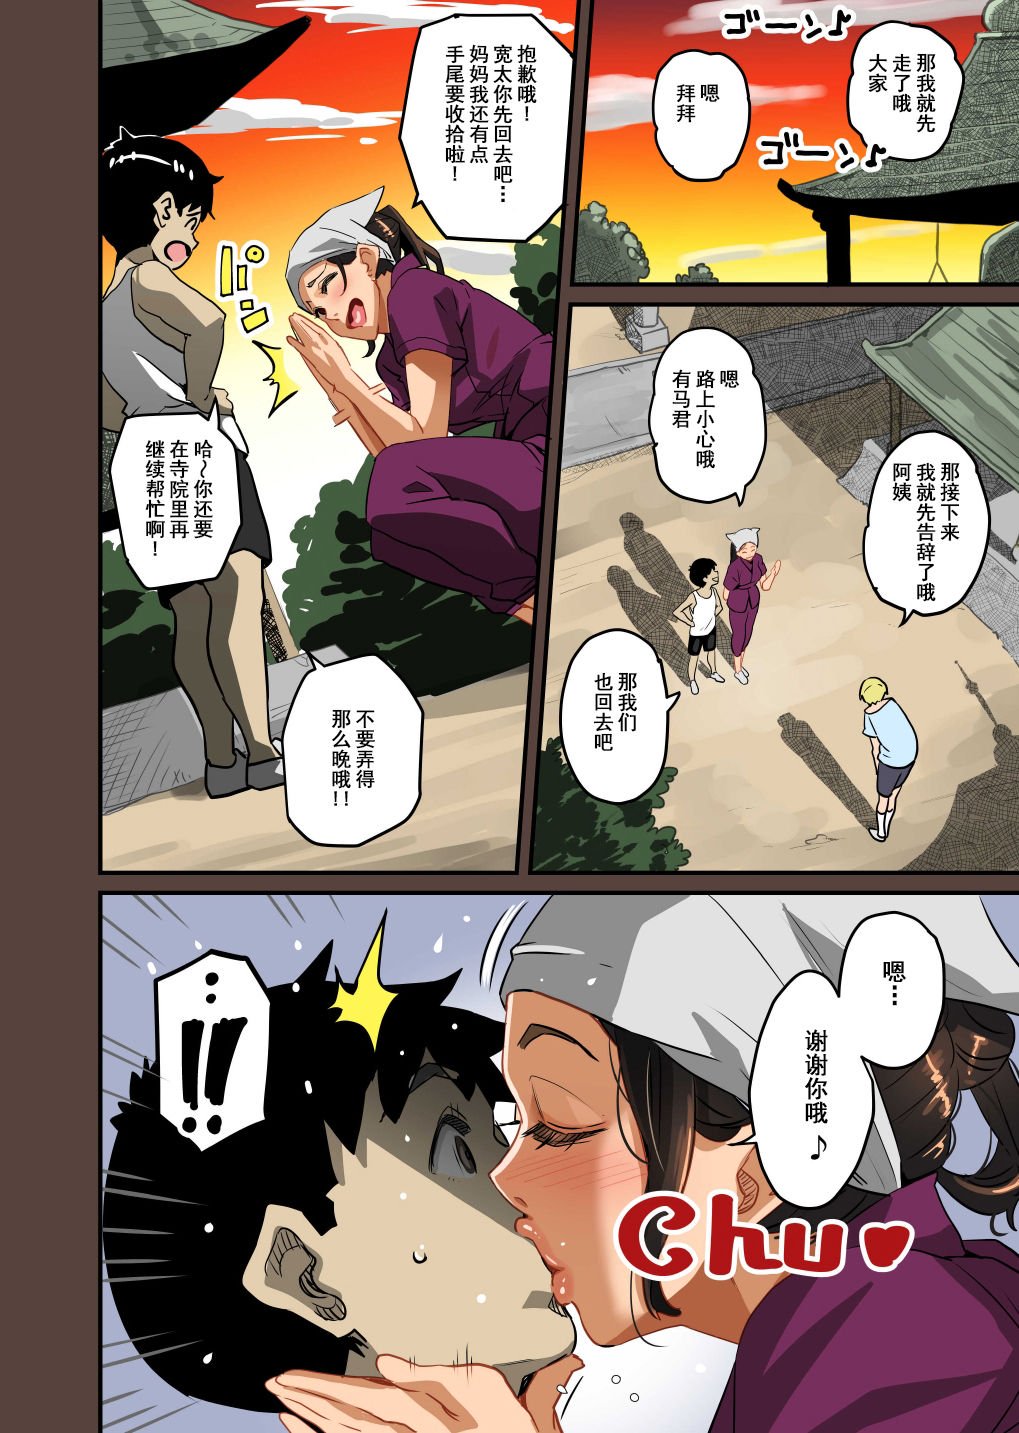 ゴーン♪
那我就先
走了哦
大家
嗯
拜拜
ゴーン♪
嗯
路上小心哦
有马君
那接下来
我就先告辞了哦
阿姨
那我们
也回去吧
抱歉哦！
宽太你先回去吧…
妈妈我还有点
手尾要收拾啦！
パン
哈～你还要
在寺院里再
继续帮忙啊！
不要弄得
那么晚哦!!
嗯…
谢谢你哦♪
…!!
Chu♥